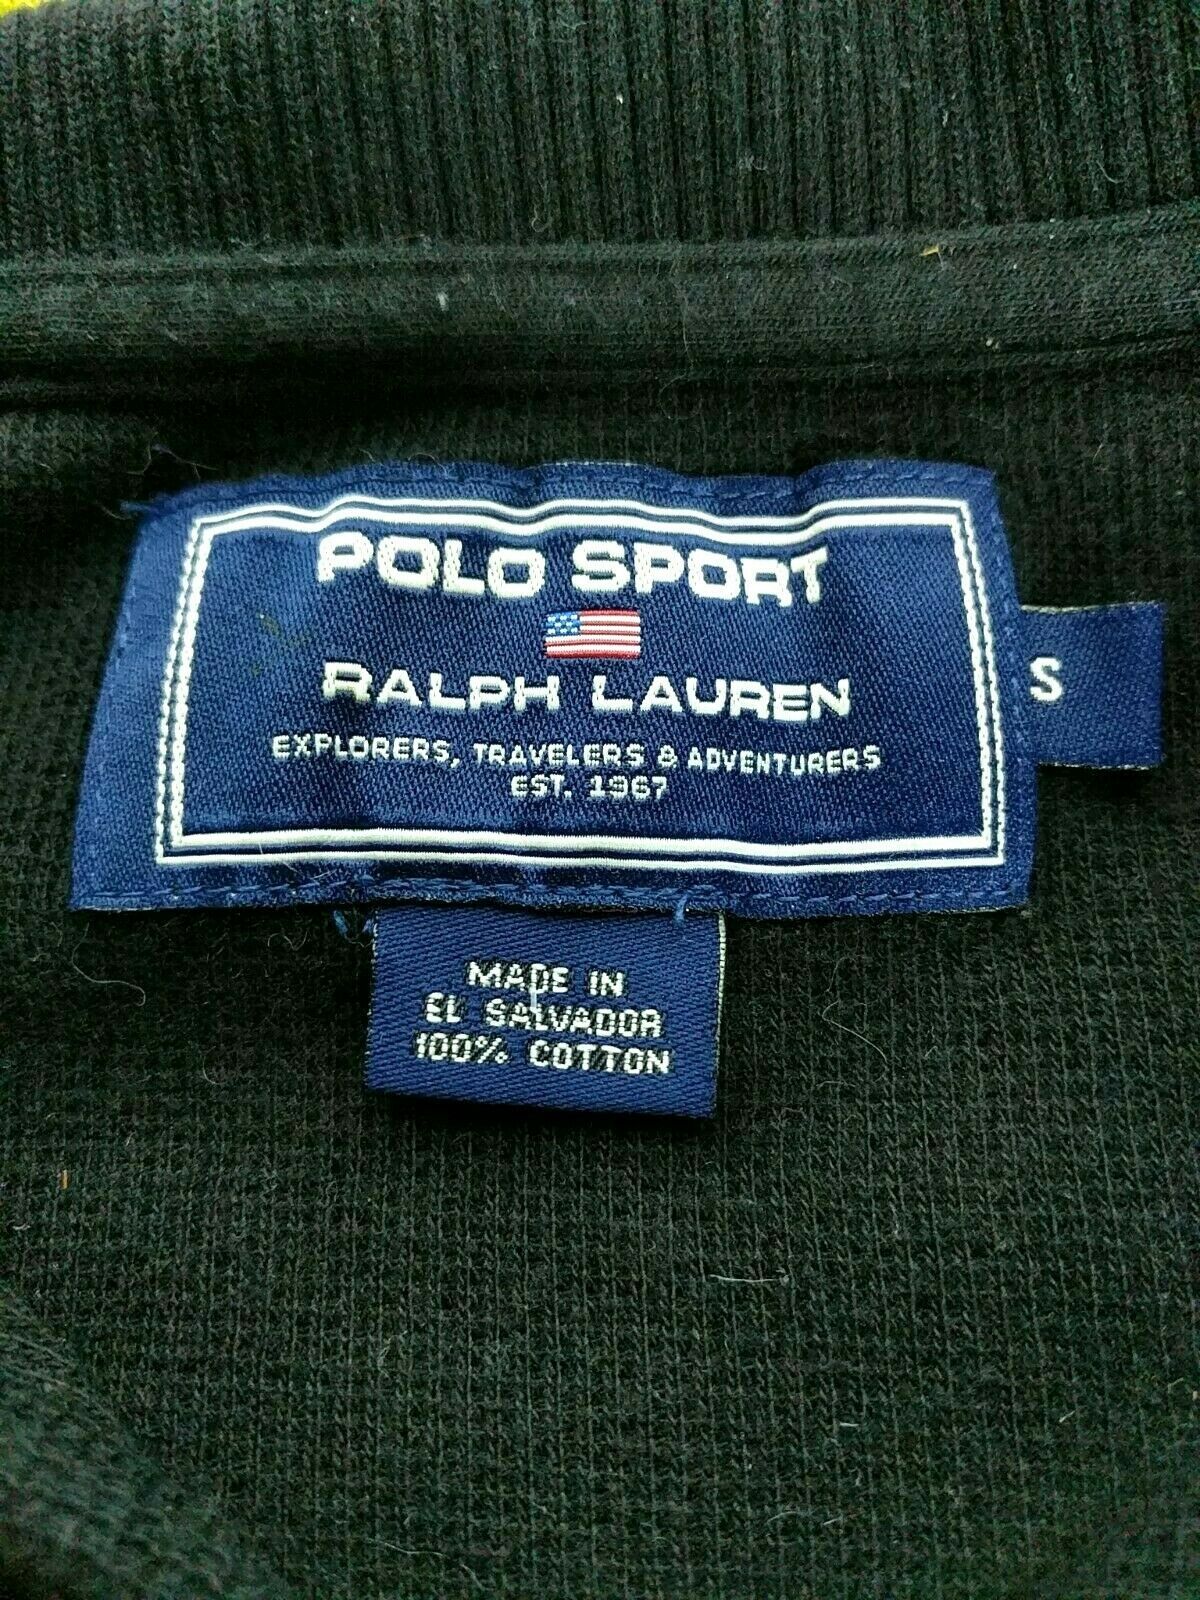 POLO SPORT
RALPH LAUREN
EXPLORERS, TRAVELERS & ADVENTURERS
EST. 1967
S
MADE IN
EL SALVADOR
100% COTTON